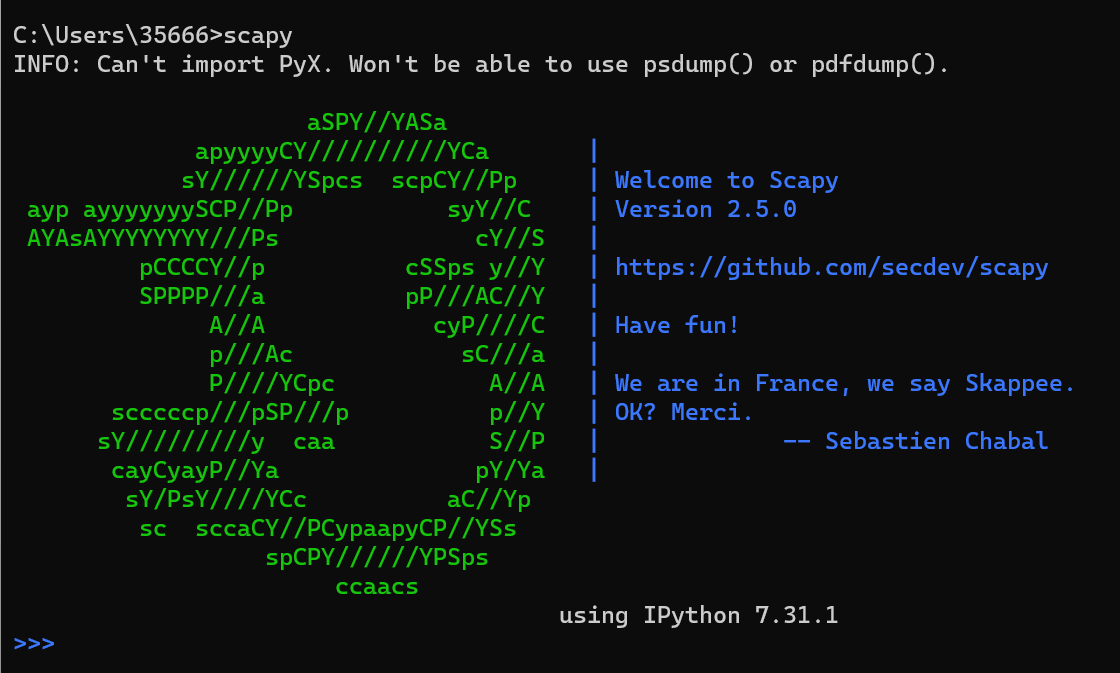 C:\Users\35666>scapy
INFO: Can't import PyX. Won't be able to use psdump() or pdfdump().
                     aSPY//YASa
             apyyyyCY//////////YCa       |
            sY//////YSpcs  scpCY//Pp     | Welcome to Scapy
 ayp ayyyyyyySCP//Pp           syY//C    | Version 2.5.0
 AYAsAYYYYYYYY///Ps              cY//S   |
         pCCCCY//p          cSSps y//Y   | https://github.com/secdev/scapy
         SPPPP///a          pP///AC//Y   |
              A//A            cyP////C   | Have fun!
              p///Ac            sC///a   |
              P////YCpc           A//A   | We are in France, we say Skappee.
       scccccp///pSP///p          p//Y   | OK? Merci.
      sY/////////y  caa           S//P   |             -- Sebastien Chabal
       cayCyayP//Ya              pY/Ya   |
        sY/PsY////YCc          aC//Yp
         sc  sccaCY//PCypaapyCP//YSs
                  spCPY//////YPSps
                       ccaacs
                                       using IPython 7.31.1
>>>